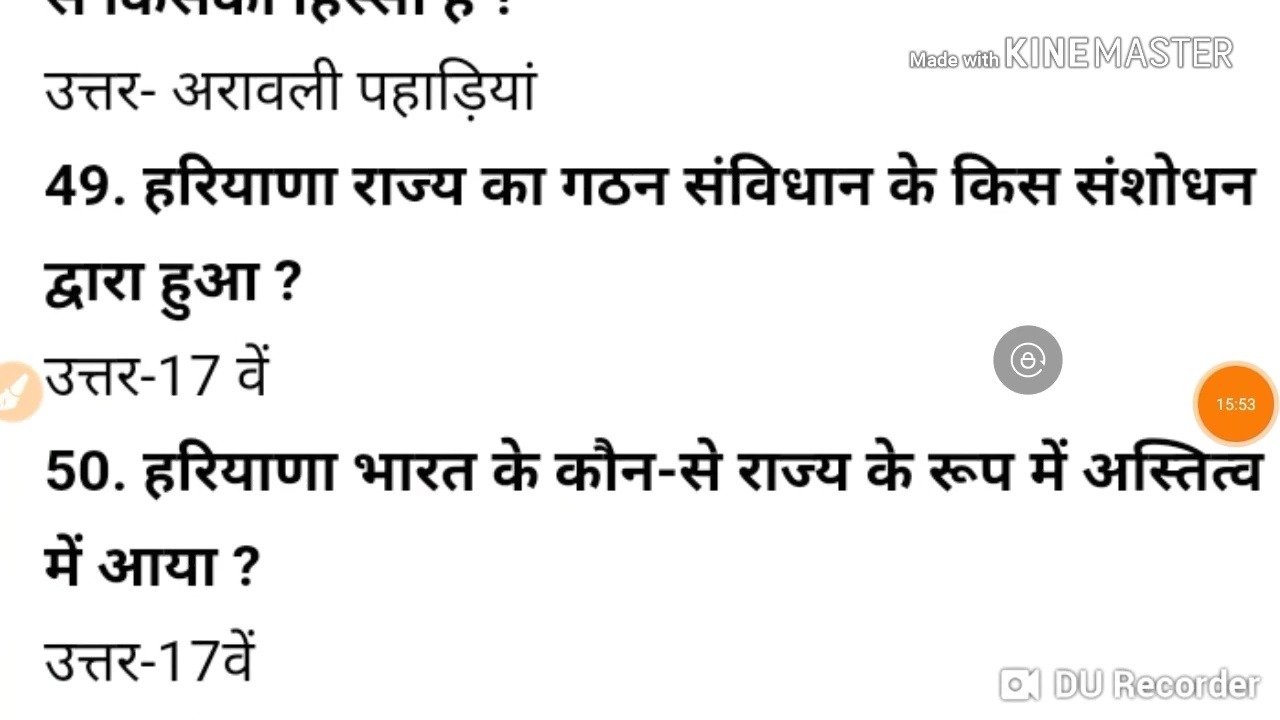 से किसका हिस्सा है ?
Made with KINEMASTER
उत्तर- अरावली पहाड़ियां
49. हरियाणा राज्य का गठन संविधान के किस संशोधन
द्वारा हुआ ?
उत्तर-17 वें
15:53
50. हरियाणा भारत के कौन-से राज्य के रूप में अस्तित्व
में आया ?
उत्तर-17वें
DU Recorder